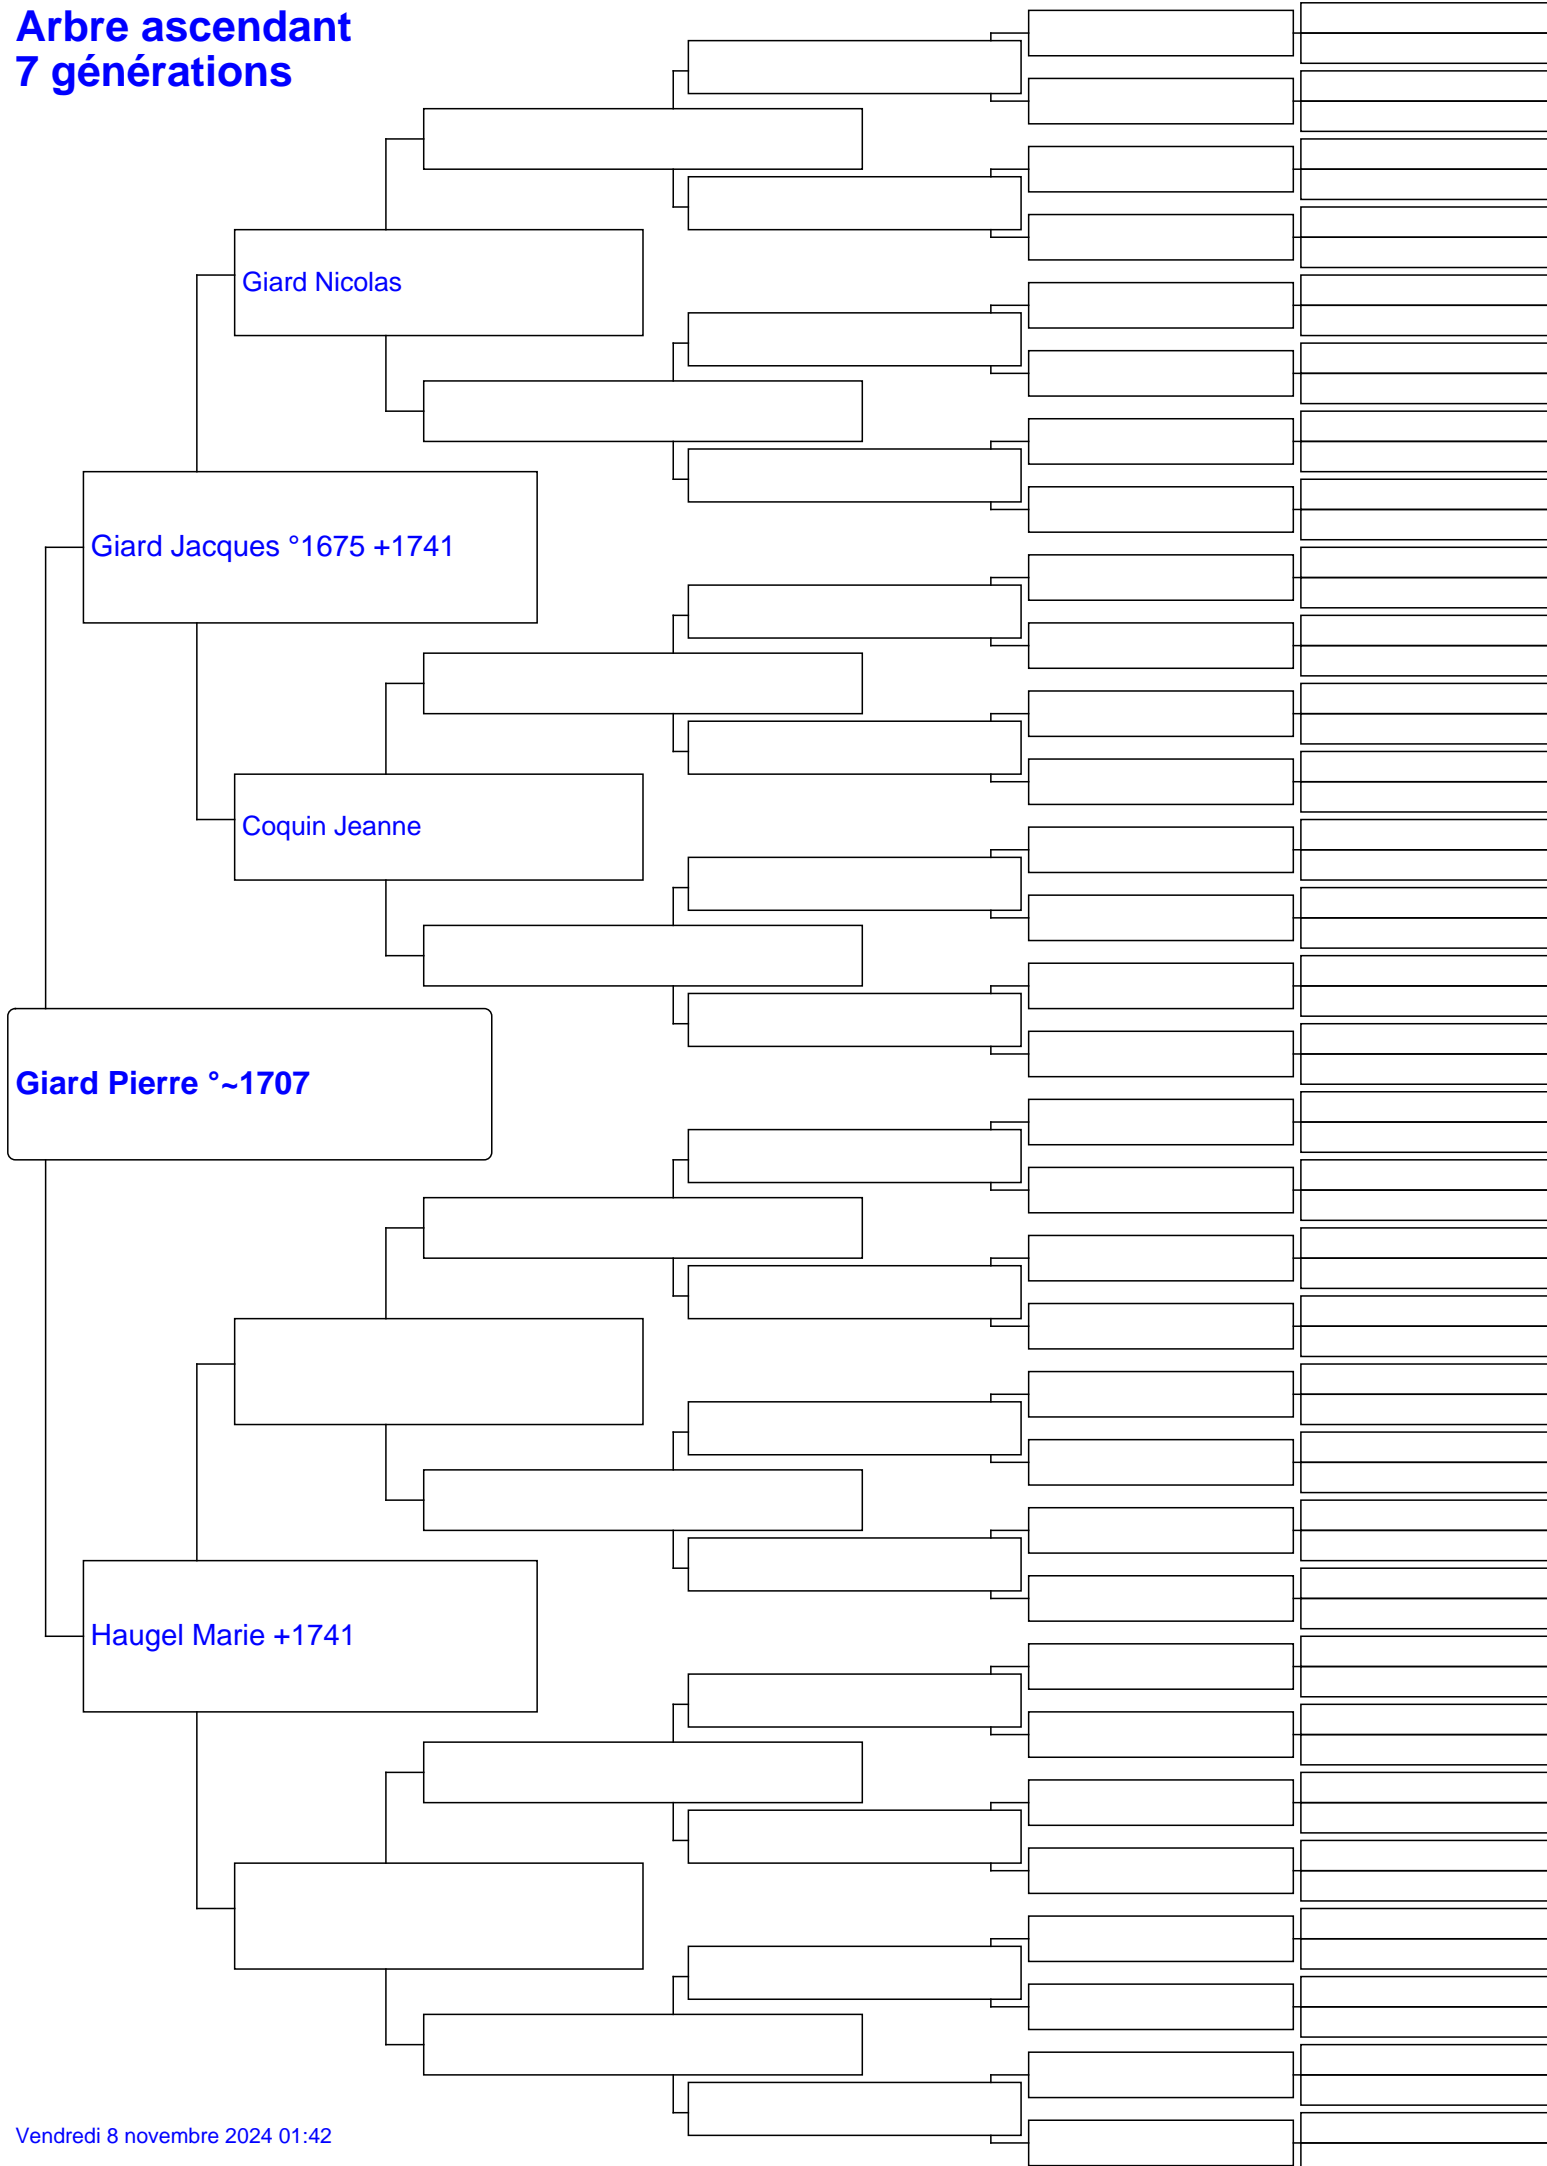 Arbre ascendant
7 générations
Giard Nicolas
Giard Jacques °1675 +1741
Coquin Jeanne
Giard Pierre °~1707
Haugel Marie +1741
Vendredi 8 novembre 2024 01:42